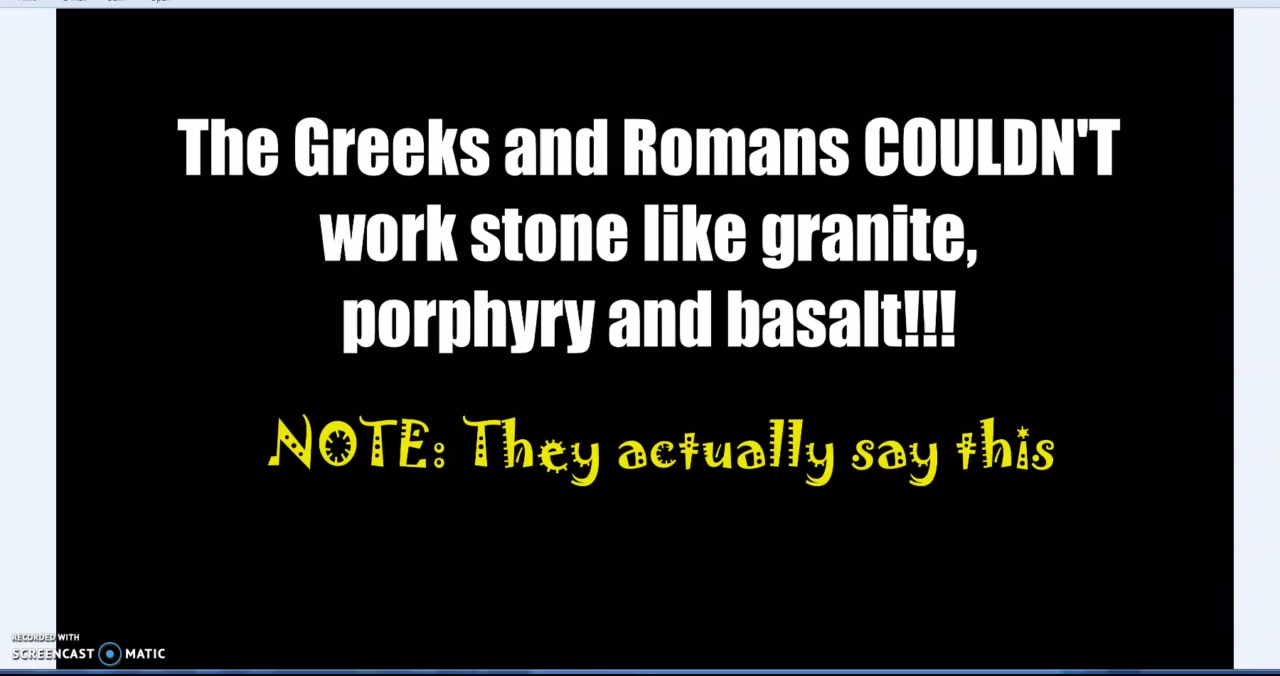 The Greeks and Romans COULDN'T
work stone like granite,
porphyry and basalt!!!
NOTE: They actually say this
RECORDED WITH
SCREENCAST MATIC